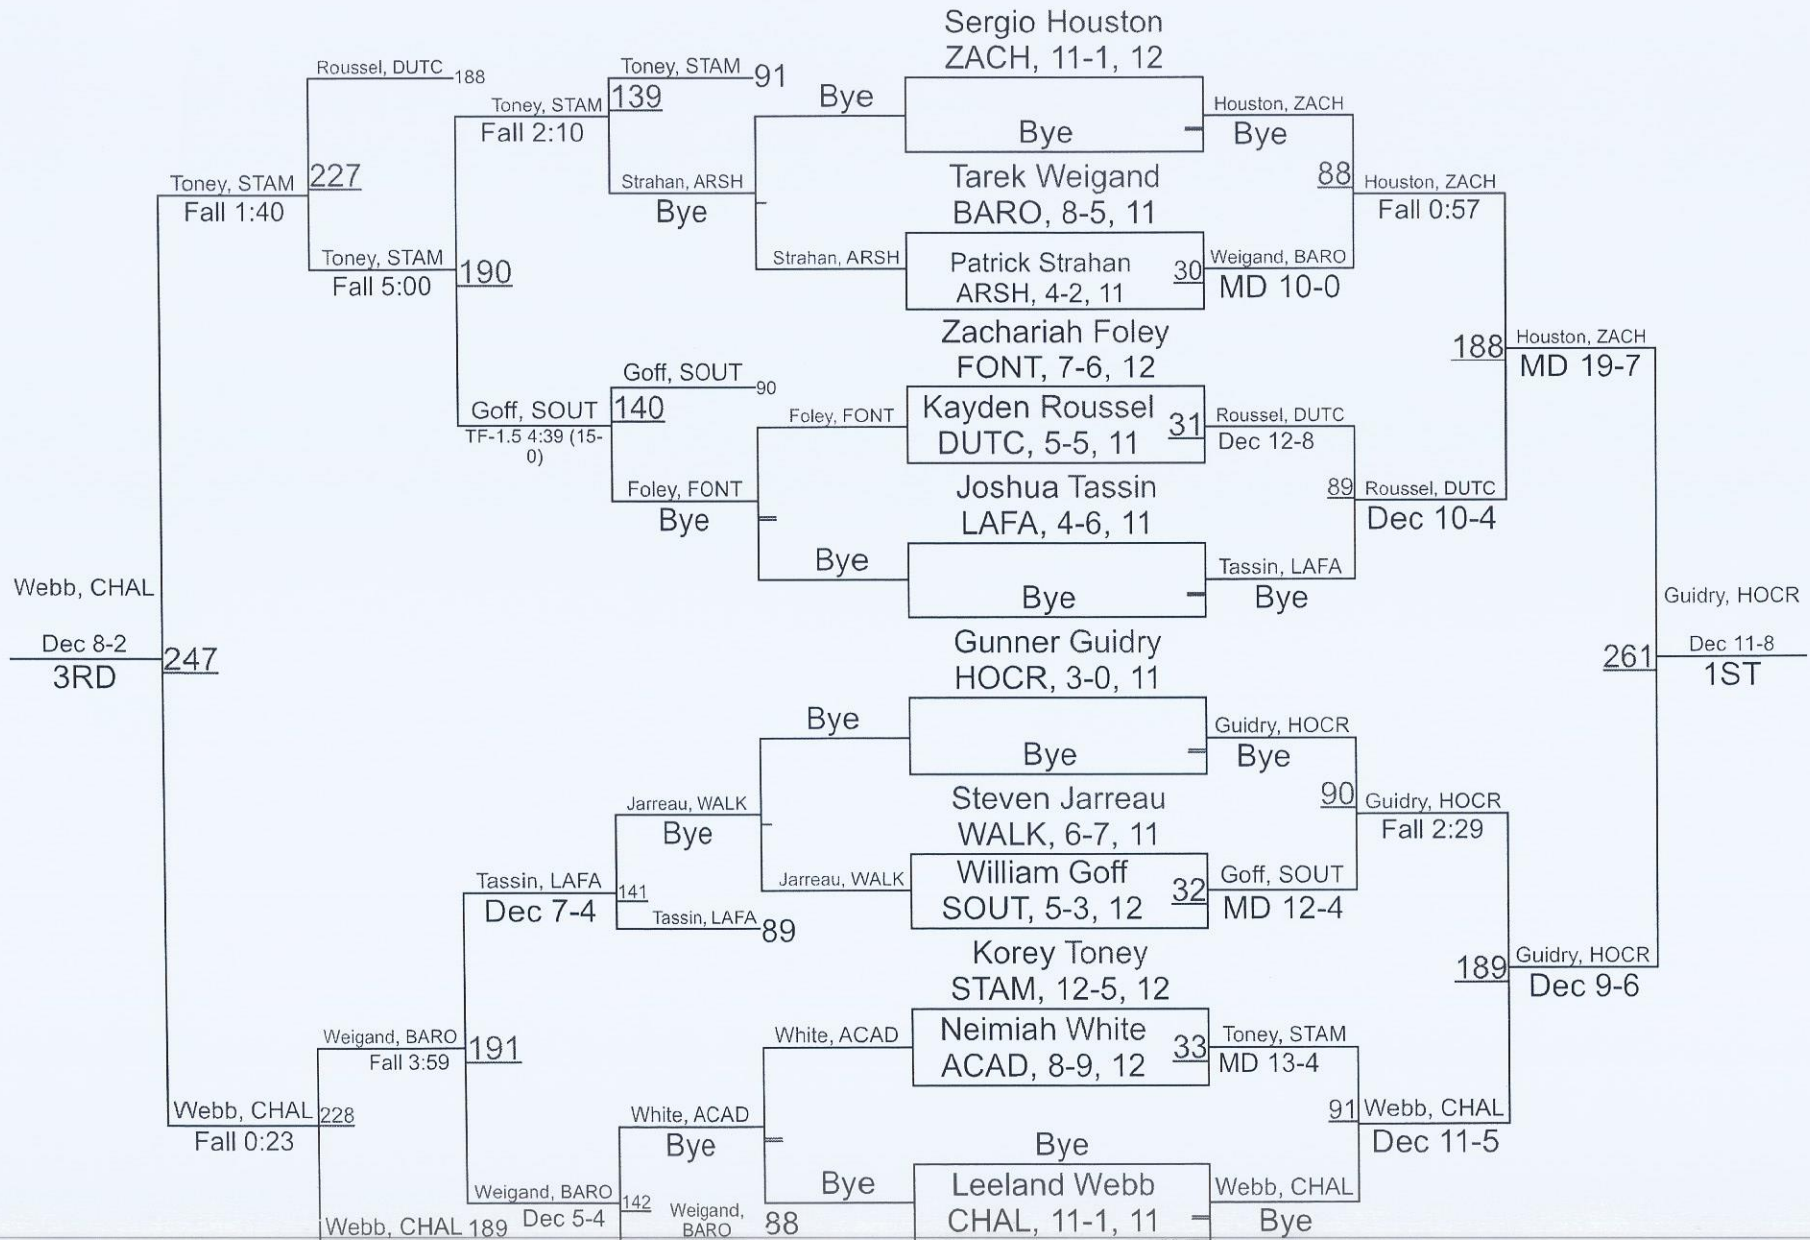 Sergio Houston
ZACH, 11-1, 12
Roussel, DUTC 188
Toney, STAM 91
139
Toney, STAM
Fall 2:10
Bye
Bye
Houston, ZACH
Bye
Toney, STAM
Fall 1:40
227
Strahan, ARSH
Bye
Tarek Weigand
BARO, 8-5, 11
88
Houston, ZACH
Fall 0:57
Toney, STAM
Fall 5:00
190
Strahan, ARSH
Patrick Strahan
ARSH, 4-2, 11
30
Weigand, BARO
MD 10-0
Zachariah Foley
FONT, 7-6, 12
188
Houston, ZACH
MD 19-7
Goff, SOUT 90
140
Goff, SOUT
TF-1.5 4:39 (15-
0)
Foley, FONT
Kayden Roussel
DUTC, 5-5, 11
31
Roussel, DUTC
Dec 12-8
Foley, FONT
Bye
Joshua Tassin
LAFA, 4-6, 11
89
Roussel, DUTC
Dec 10-4
Bye
Bye
Tassin, LAFA
Bye
Webb, CHAL
Dec 8-2
3RD
247
Gunner Guidry
HOCR, 3-0, 11
261
Guidry, HOCR
Dec 11-8
1ST
Bye
Bye
Guidry, HOCR
Bye
Jarreau, WALK
Bye
Steven Jarreau
WALK, 6-7, 11
90
Guidry, HOCR
Fall 2:29
Tassin, LAFA
Dec 7-4
141
Tassin, LAFA 89
Jarreau, WALK
William Goff
SOUT, 5-3, 12
32
Goff, SOUT
MD 12-4
Korey Toney
STAM, 12-5, 12
189
Guidry, HOCR
Dec 9-6
Weigand, BARO
Fall 3:59
191
White, ACAD
Neimiah White
ACAD, 8-9, 12
33
Toney, STAM
MD 13-4
Webb, CHAL
Fall 0:23
228
White, ACAD
Bye
Bye
91
Webb, CHAL
Dec 11-5
Weigand, BARO
Dec 5-4
142
Weigand,
BARO
88
Bye
Leeland Webb
CHAL, 11-1, 11
Webb, CHAL
Bye
Webb, CHAL 189